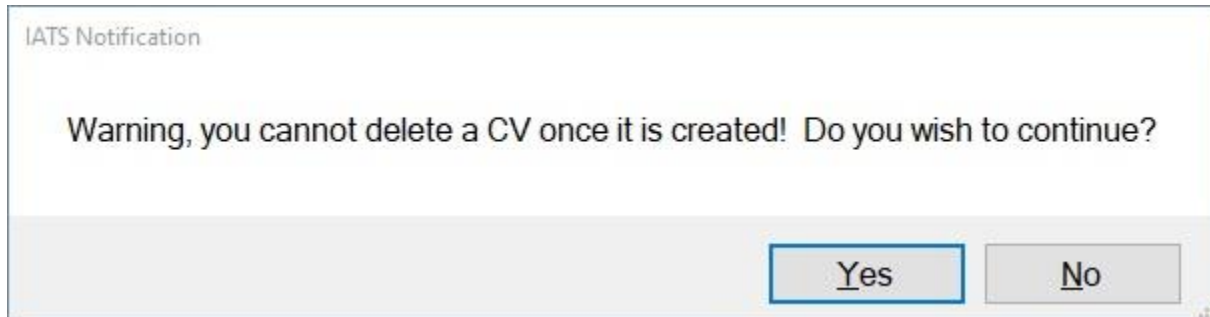 IATS Notification
Warning, you cannot delete a CV once it is created!  Do you wish to continue?
Yes
No